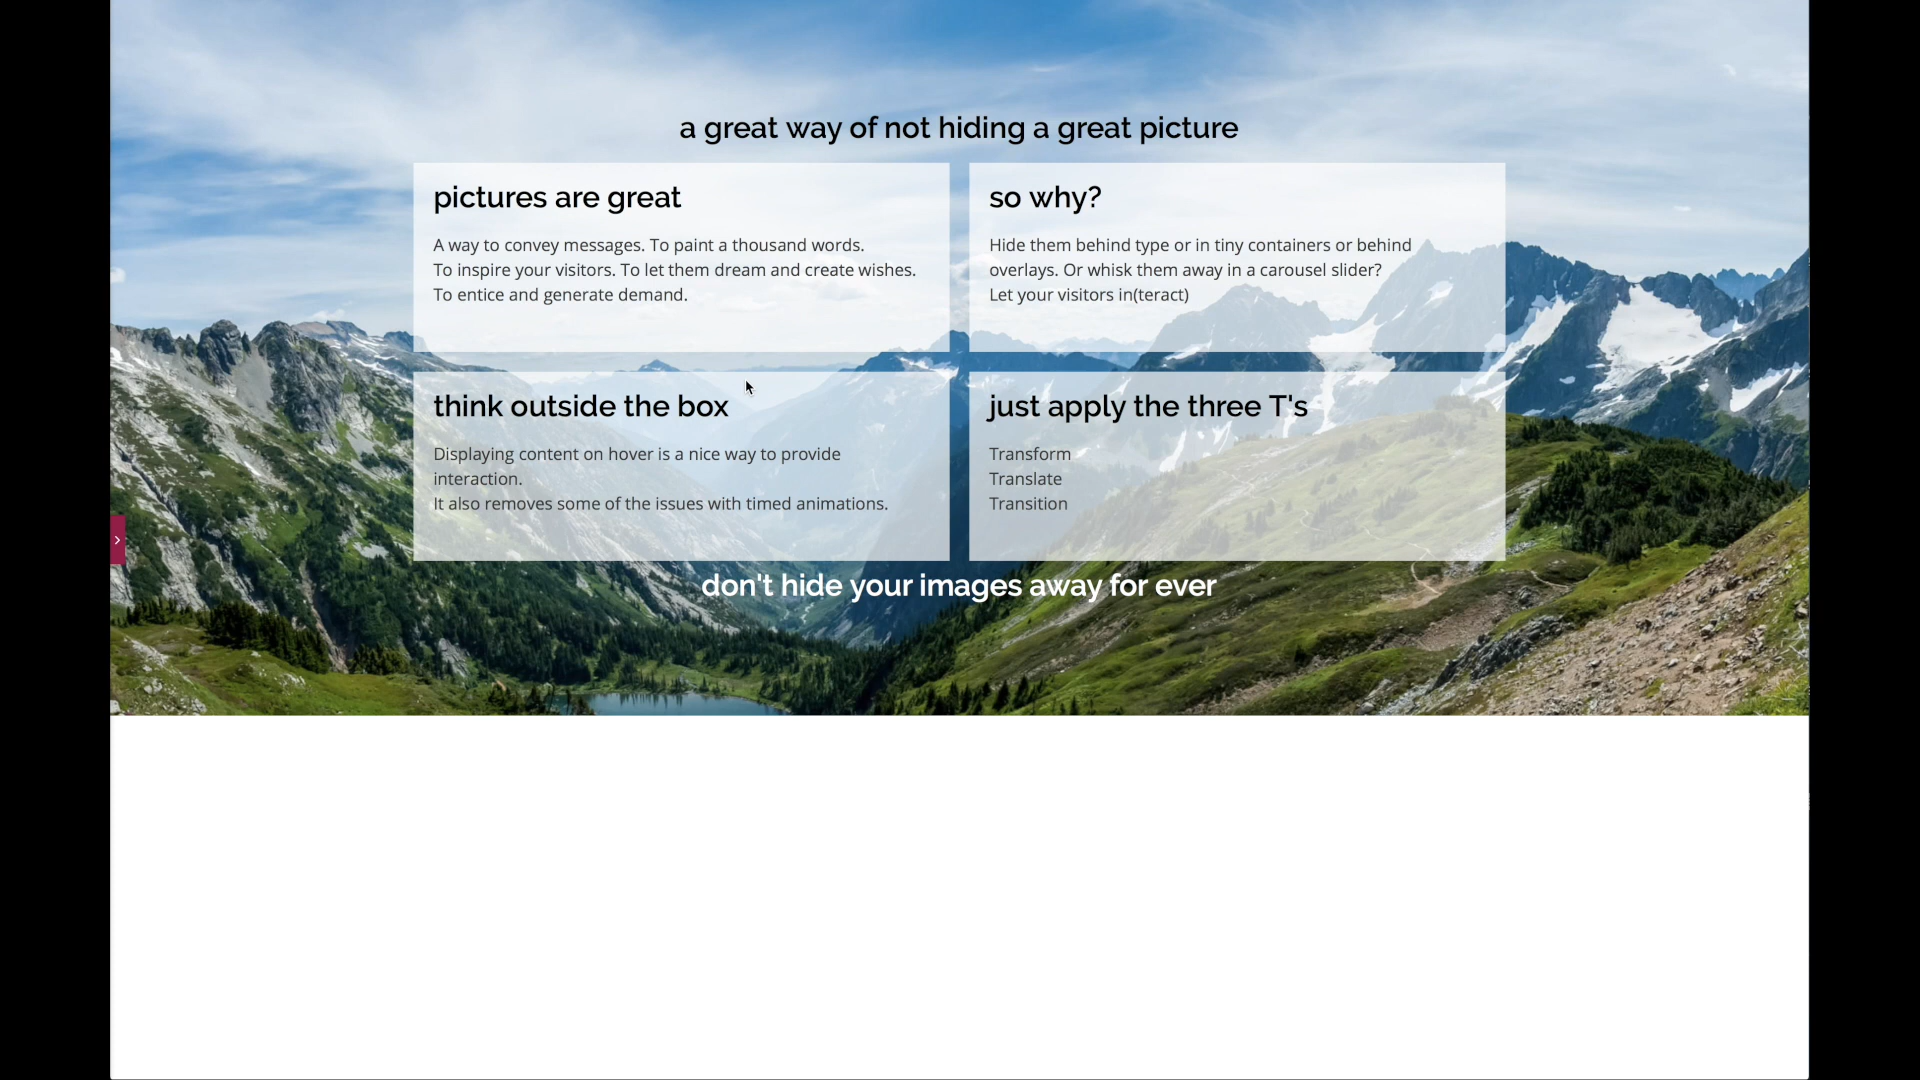 a great way of not hiding a great picture
pictures are great
A way to convey messages. To paint a thousand words.
To inspire your visitors. To let them dream and create wishes.
To entice and generate demand.
so why?
Hide them behind type or in tiny containers or behind
overlays. Or whisk them away in a carousel slider?
Let your visitors in(teract)
think outside the box
Displaying content on hover is a nice way to provide
interaction.
It also removes some of the issues with timed animations.
just apply the three T's
Transform
Translate
Transition
don't hide your images away for ever